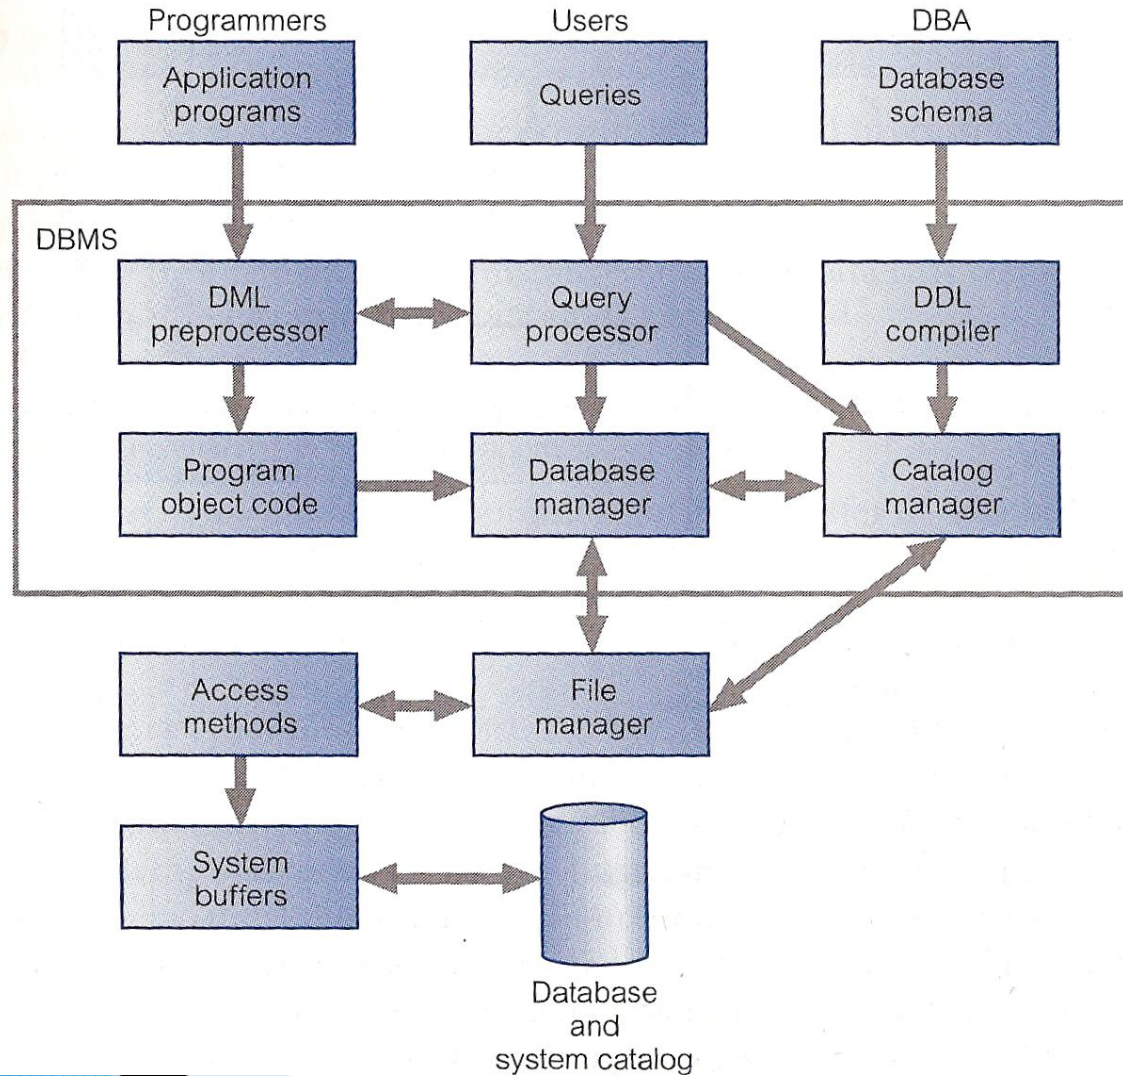 Programmers
Users
DBA
Application
programs
Queries
Database
schema
DBMS
DML
preprocessor
Query
processor
DDL
compiler
Program
object code
Database
manager
Catalog
manager
Access
methods
File
manager
System
buffers
Database
and
system catalog